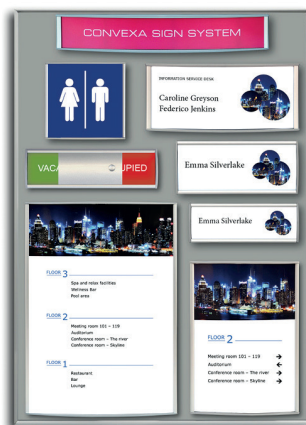 CONVEXA SIGN SYSTEM
INFORMATION SERVICE DESK
Caroline Greyson
Federico Jenkins
VACA UPIED
Emma Silverlake
Emma Silverlake
FLOOR 3
Spa and relax facilities
Wellness Bar
Pool area
FLOOR 2
Meeting room 101 – 119
Auditorium
Conference room – The river
Conference room – Skyline
FLOOR 1
Restaurant
Bar
Lounge
FLOOR 2
Meeting room 101 – 119 →
Auditorium ←
Conference room – The river →
Conference room – Skyline →